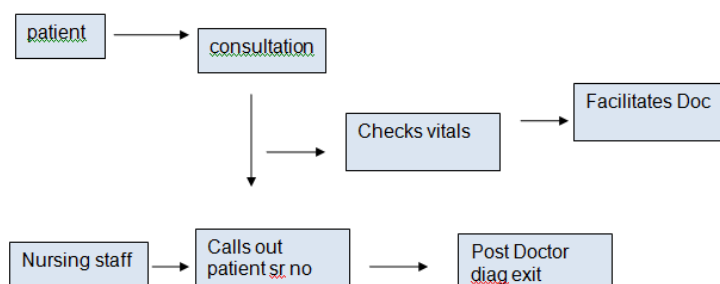 patient
consultation
Facilitates Doc
Checks vitals
Nursing staff
Calls out
patient sr no
Post Doctor
diag exit